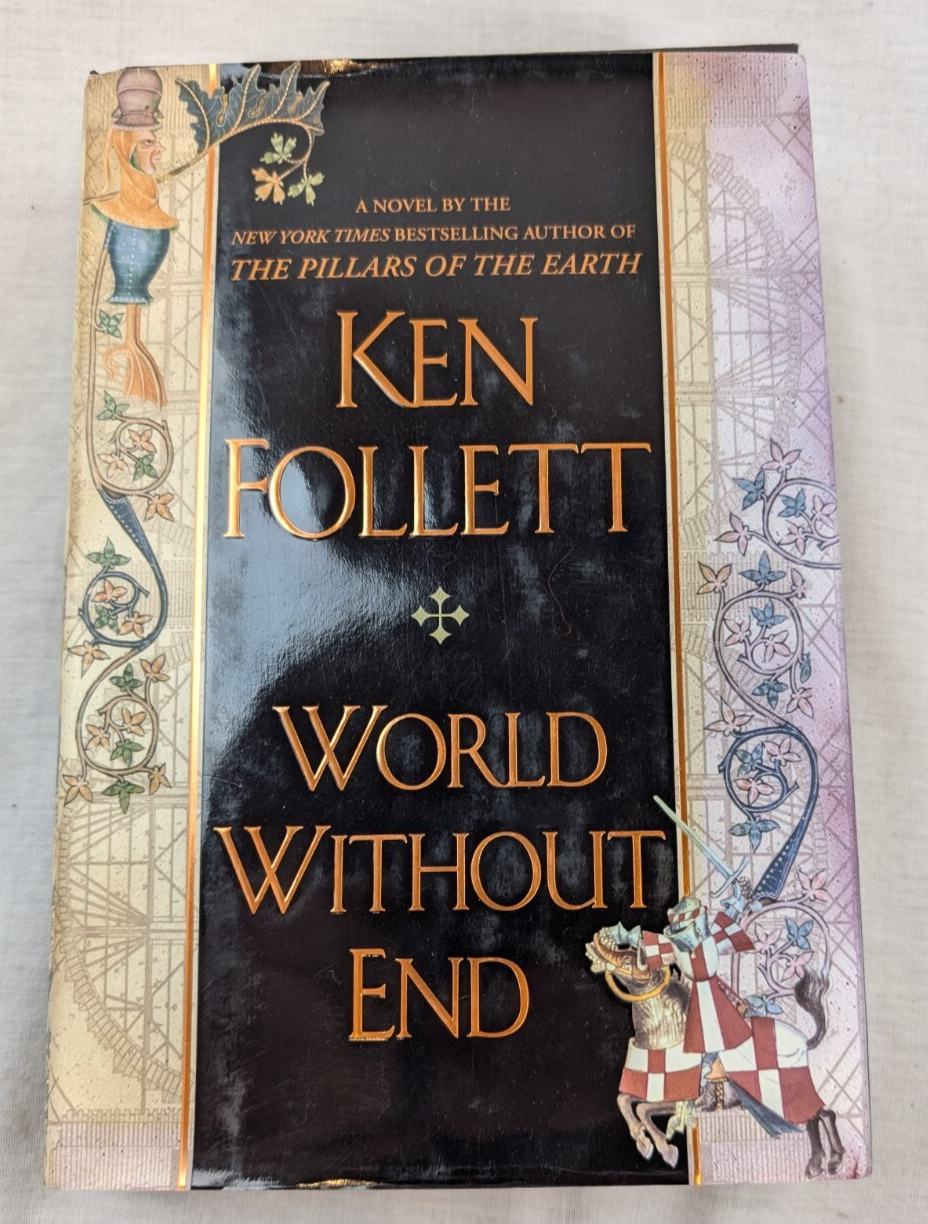 A NOVEL BY THE
NEW YORK TIMES BESTSELLING AUTHOR OF
THE PILLARS OF THE EARTH
KEN
FOLLETT
WORLD
WITHOUT
END